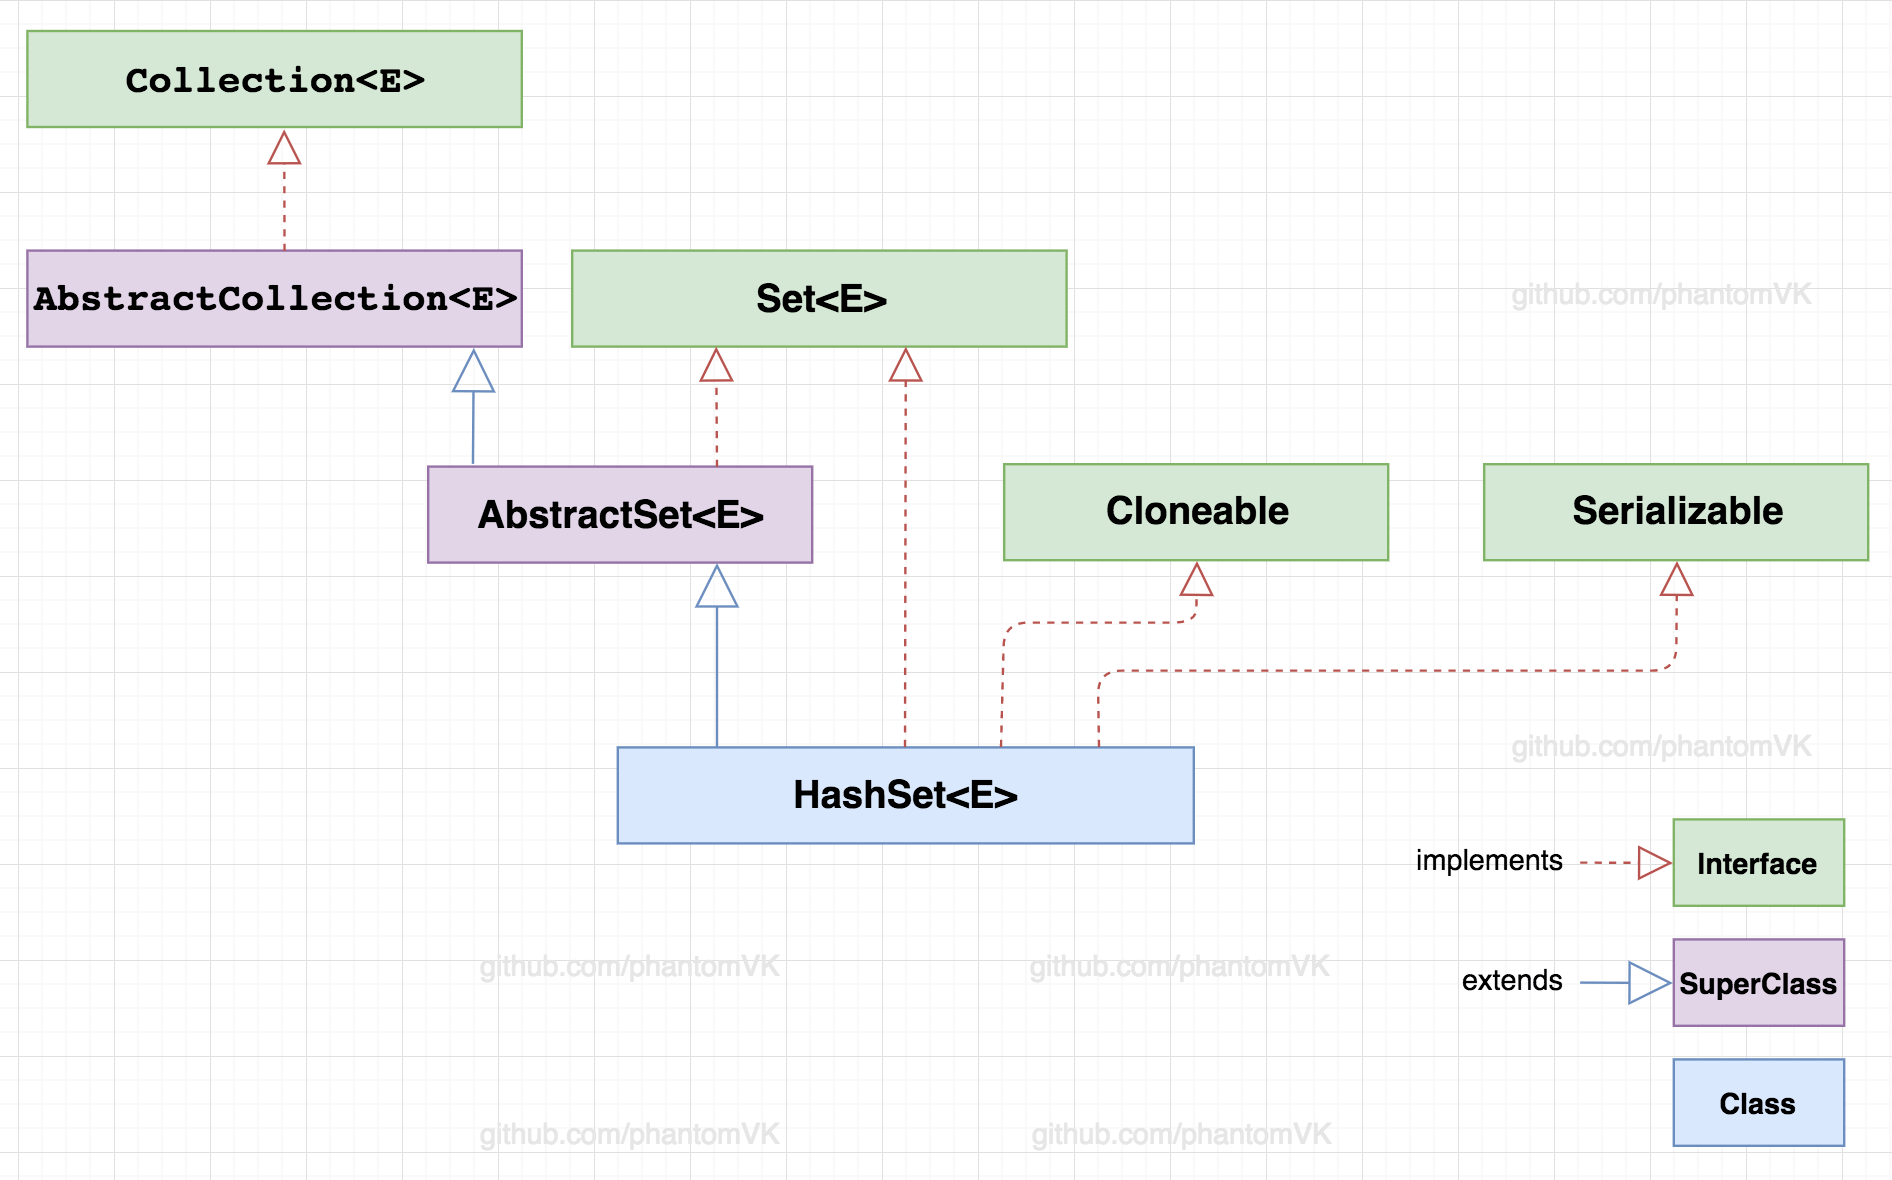 Collection<E>
AbstractCollection<E>
Set<E>
github.com/phantomVK
AbstractSet<E>
Cloneable
Serializable
github.com/phantomVK
HashSet<E>
implements
Interface
github.com/phantomVK
github.com/phantomVK
extends
SuperClass
Class
github.com/phantomVK
github.com/phantomVK